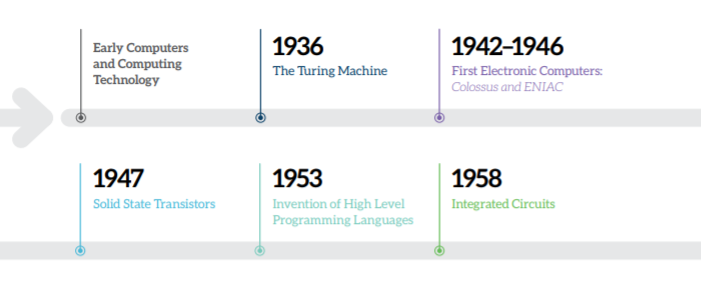 Early Computers
and Computing
Technology
1936
The Turing Machine
1942–1946
First Electronic Computers:
Colossus and ENIAC
1947
Solid State Transistors
1953
Invention of High Level
Programming Languages
1958
Integrated Circuits